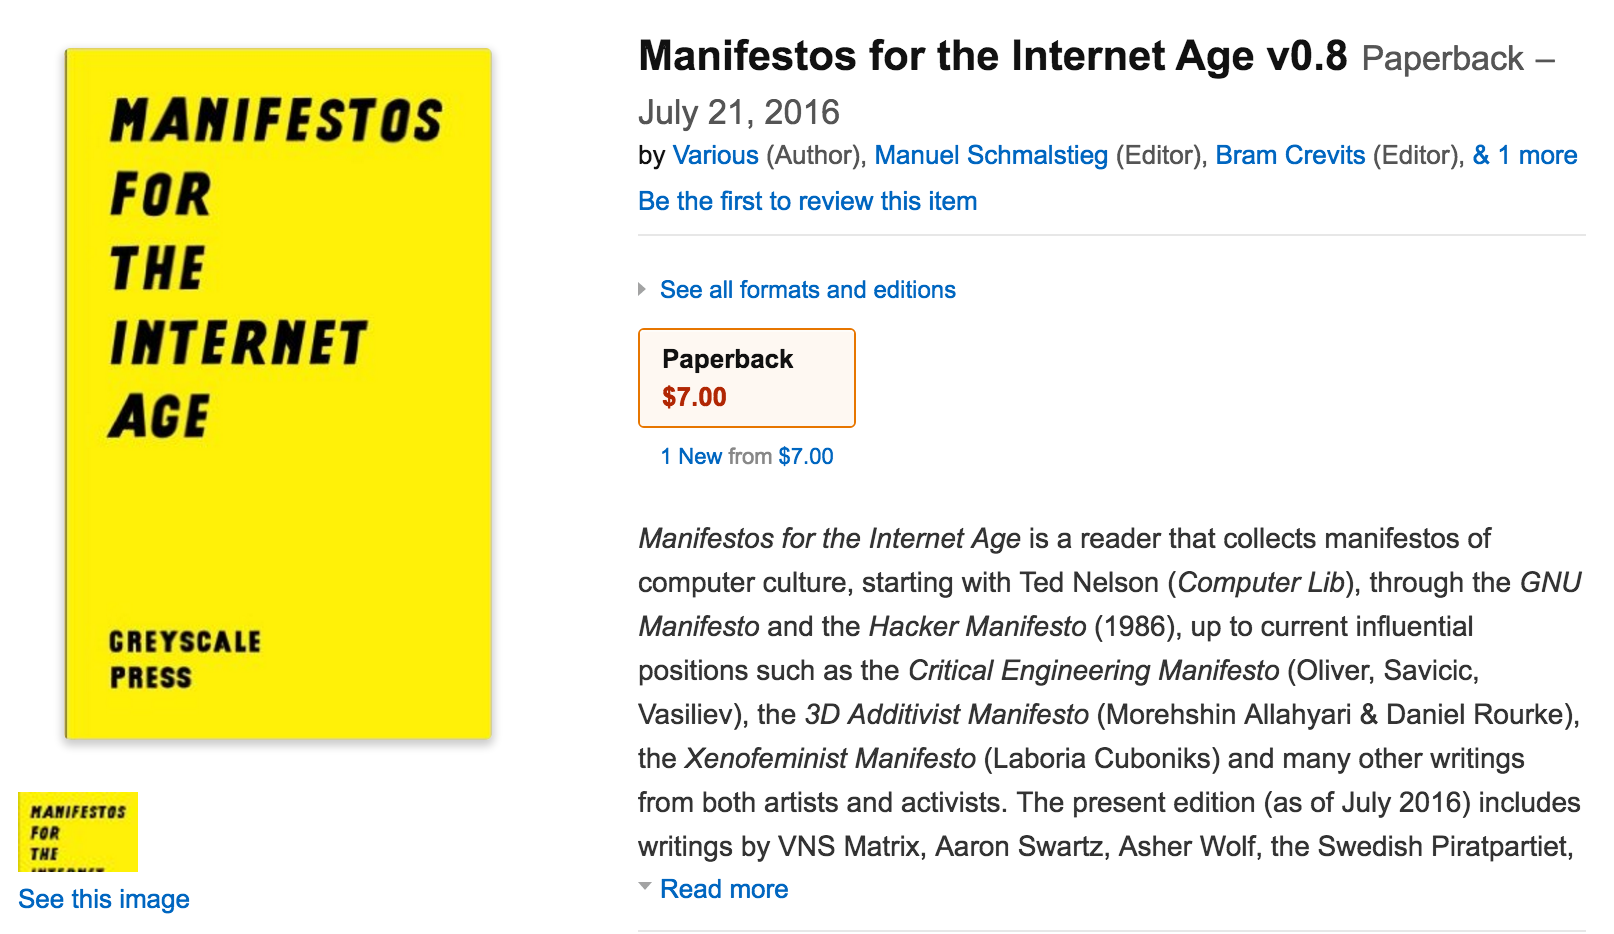 MANIFESTOS
FOR
THE
INTERNET
AGE
GREYSCALE
PRESS
MANIFESTOS
FOR
THE
INTERNET
See this image
Manifestos for the Internet Age v0.8 Paperback –
July 21, 2016
by Various (Author), Manuel Schmalstieg (Editor), Bram Crevits (Editor), & 1 more
Be the first to review this item
See all formats and editions
Paperback
$7.00
1 New from $7.00
Manifestos for the Internet Age is a reader that collects manifestos of
computer culture, starting with Ted Nelson (Computer Lib), through the GNU
Manifesto and the Hacker Manifesto (1986), up to current influential
positions such as the Critical Engineering Manifesto (Oliver, Savicic,
Vasiliev), the 3D Additivist Manifesto (Morehshin Allahyari & Daniel Rourke),
the Xenofeminist Manifesto (Laboria Cuboniks) and many other writings
from both artists and activists. The present edition (as of July 2016) includes
writings by VNS Matrix, Aaron Swartz, Asher Wolf, the Swedish Piratpartiet,
Read more